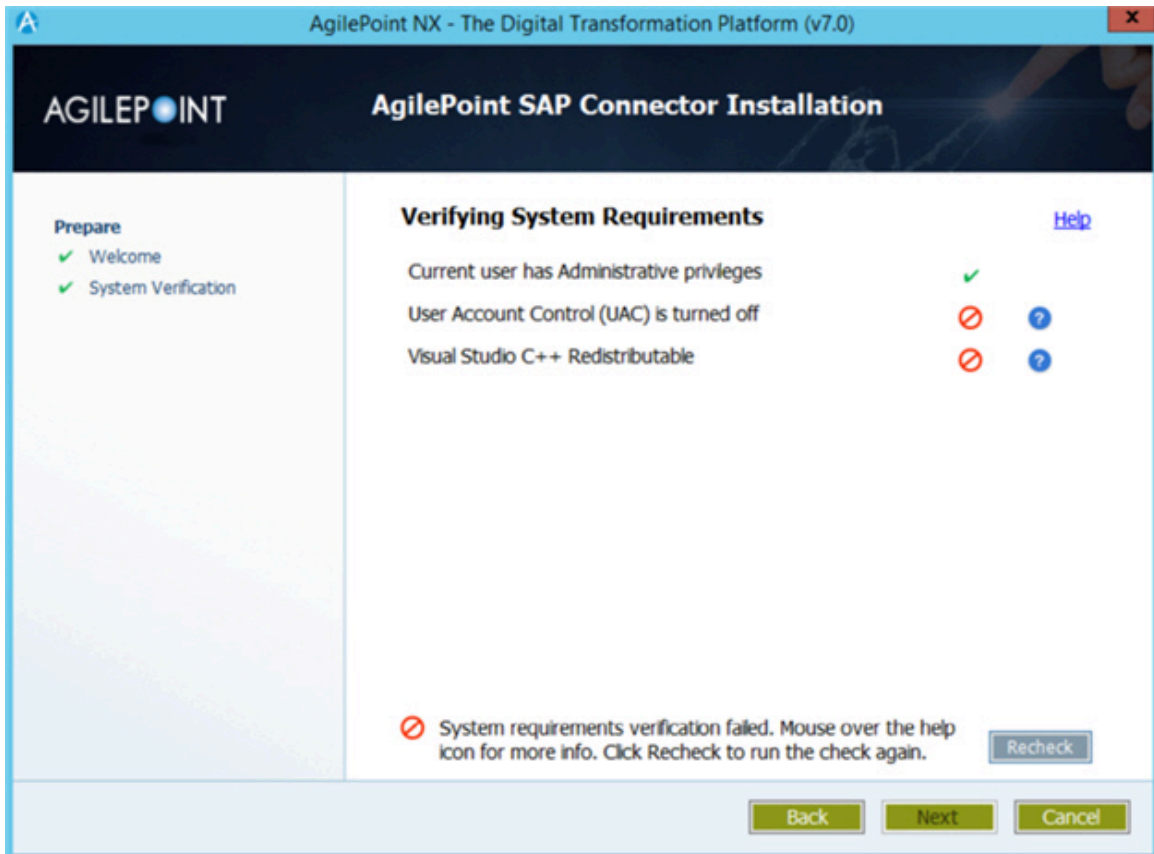 AgilePoint NX - The Digital Transformation Platform (v7.0)
x
AGILEPOINT
AgilePoint SAP Connector Installation
Prepare
Welcome
System Verification
Verifying System Requirements
Help
Current user has Administrative privileges
User Account Control (UAC) is turned off
?
Visual Studio C++ Redistributable
?
System requirements verification failed. Mouse over the help
icon for more info. Click Recheck to run the check again.
Recheck
Back
Next
Cancel